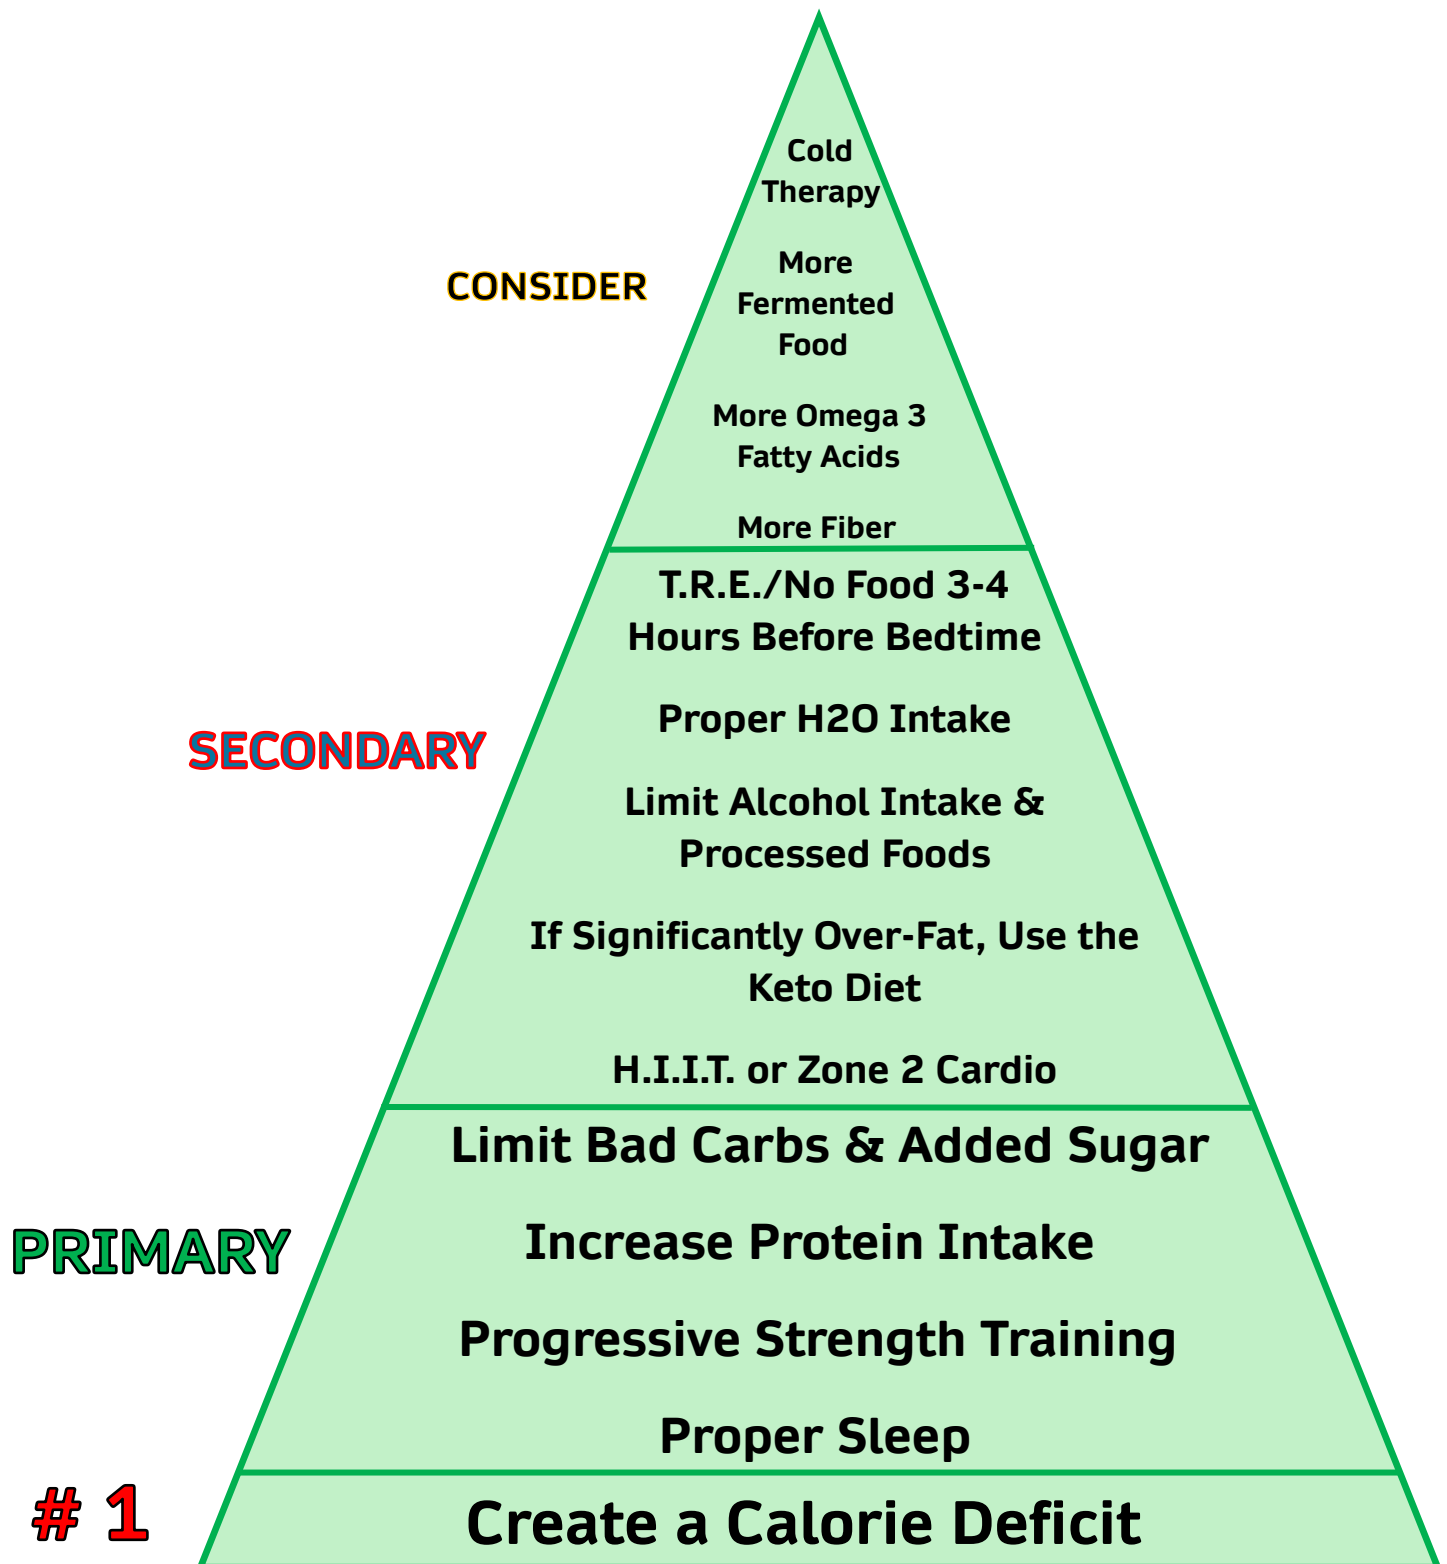 Cold
Therapy
More
Fermented
Food
CONSIDER
More Omega 3
Fatty Acids
More Fiber
T.R.E./No Food 3-4
Hours Before Bedtime
Proper H2O Intake
SECONDARY
Limit Alcohol Intake &
Processed Foods
If Significantly Over-Fat, Use the
Keto Diet
H.I.I.T. or Zone 2 Cardio
Limit Bad Carbs & Added Sugar
PRIMARY
Increase Protein Intake
Progressive Strength Training
Proper Sleep
# 1
Create a Calorie Deficit